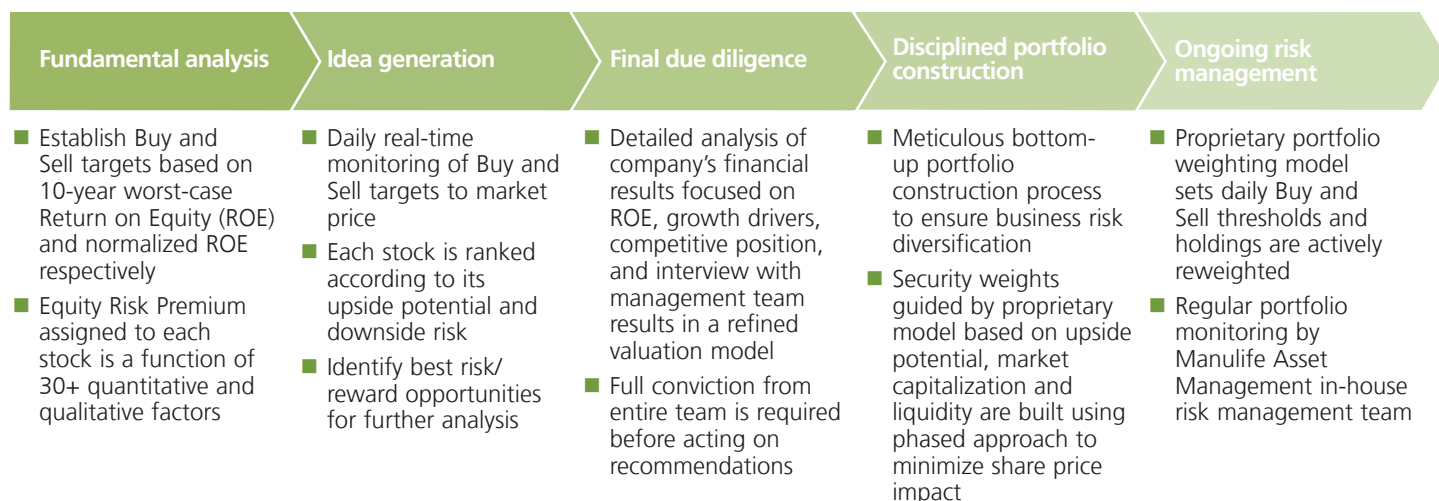 Fundamental analysis
Establish Buy and
Sell targets based on
10-year worst-case
Return on Equity (ROE)
and normalized ROE
respectively
Equity Risk Premium
assigned to each
stock is a function of
30+ quantitative and
qualitative factors
Idea generation
Daily real-time
monitoring of Buy and
Sell targets to market
price
Each stock is ranked
according to its
upside potential and
downside risk
Identify best risk/
reward opportunities
for further analysis
Final due diligence
Detailed analysis of
company’s financial
results focused on
ROE, growth drivers,
competitive position,
and interview with
management team
results in a refined
valuation model
Full conviction from
entire team is required
before acting on
recommendations
Disciplined portfolio
construction
Meticulous bottom-
up portfolio
construction process
to ensure business risk
diversification
Security weights
guided by proprietary
model based on upside
potential, market
capitalization and
liquidity are built using
phased approach to
minimize share price
impact
Ongoing risk
management
Proprietary portfolio
weighting model
sets daily Buy and
Sell thresholds and
holdings are actively
reweighted
Regular portfolio
monitoring by
Manulife Asset
Management in-house
risk management team